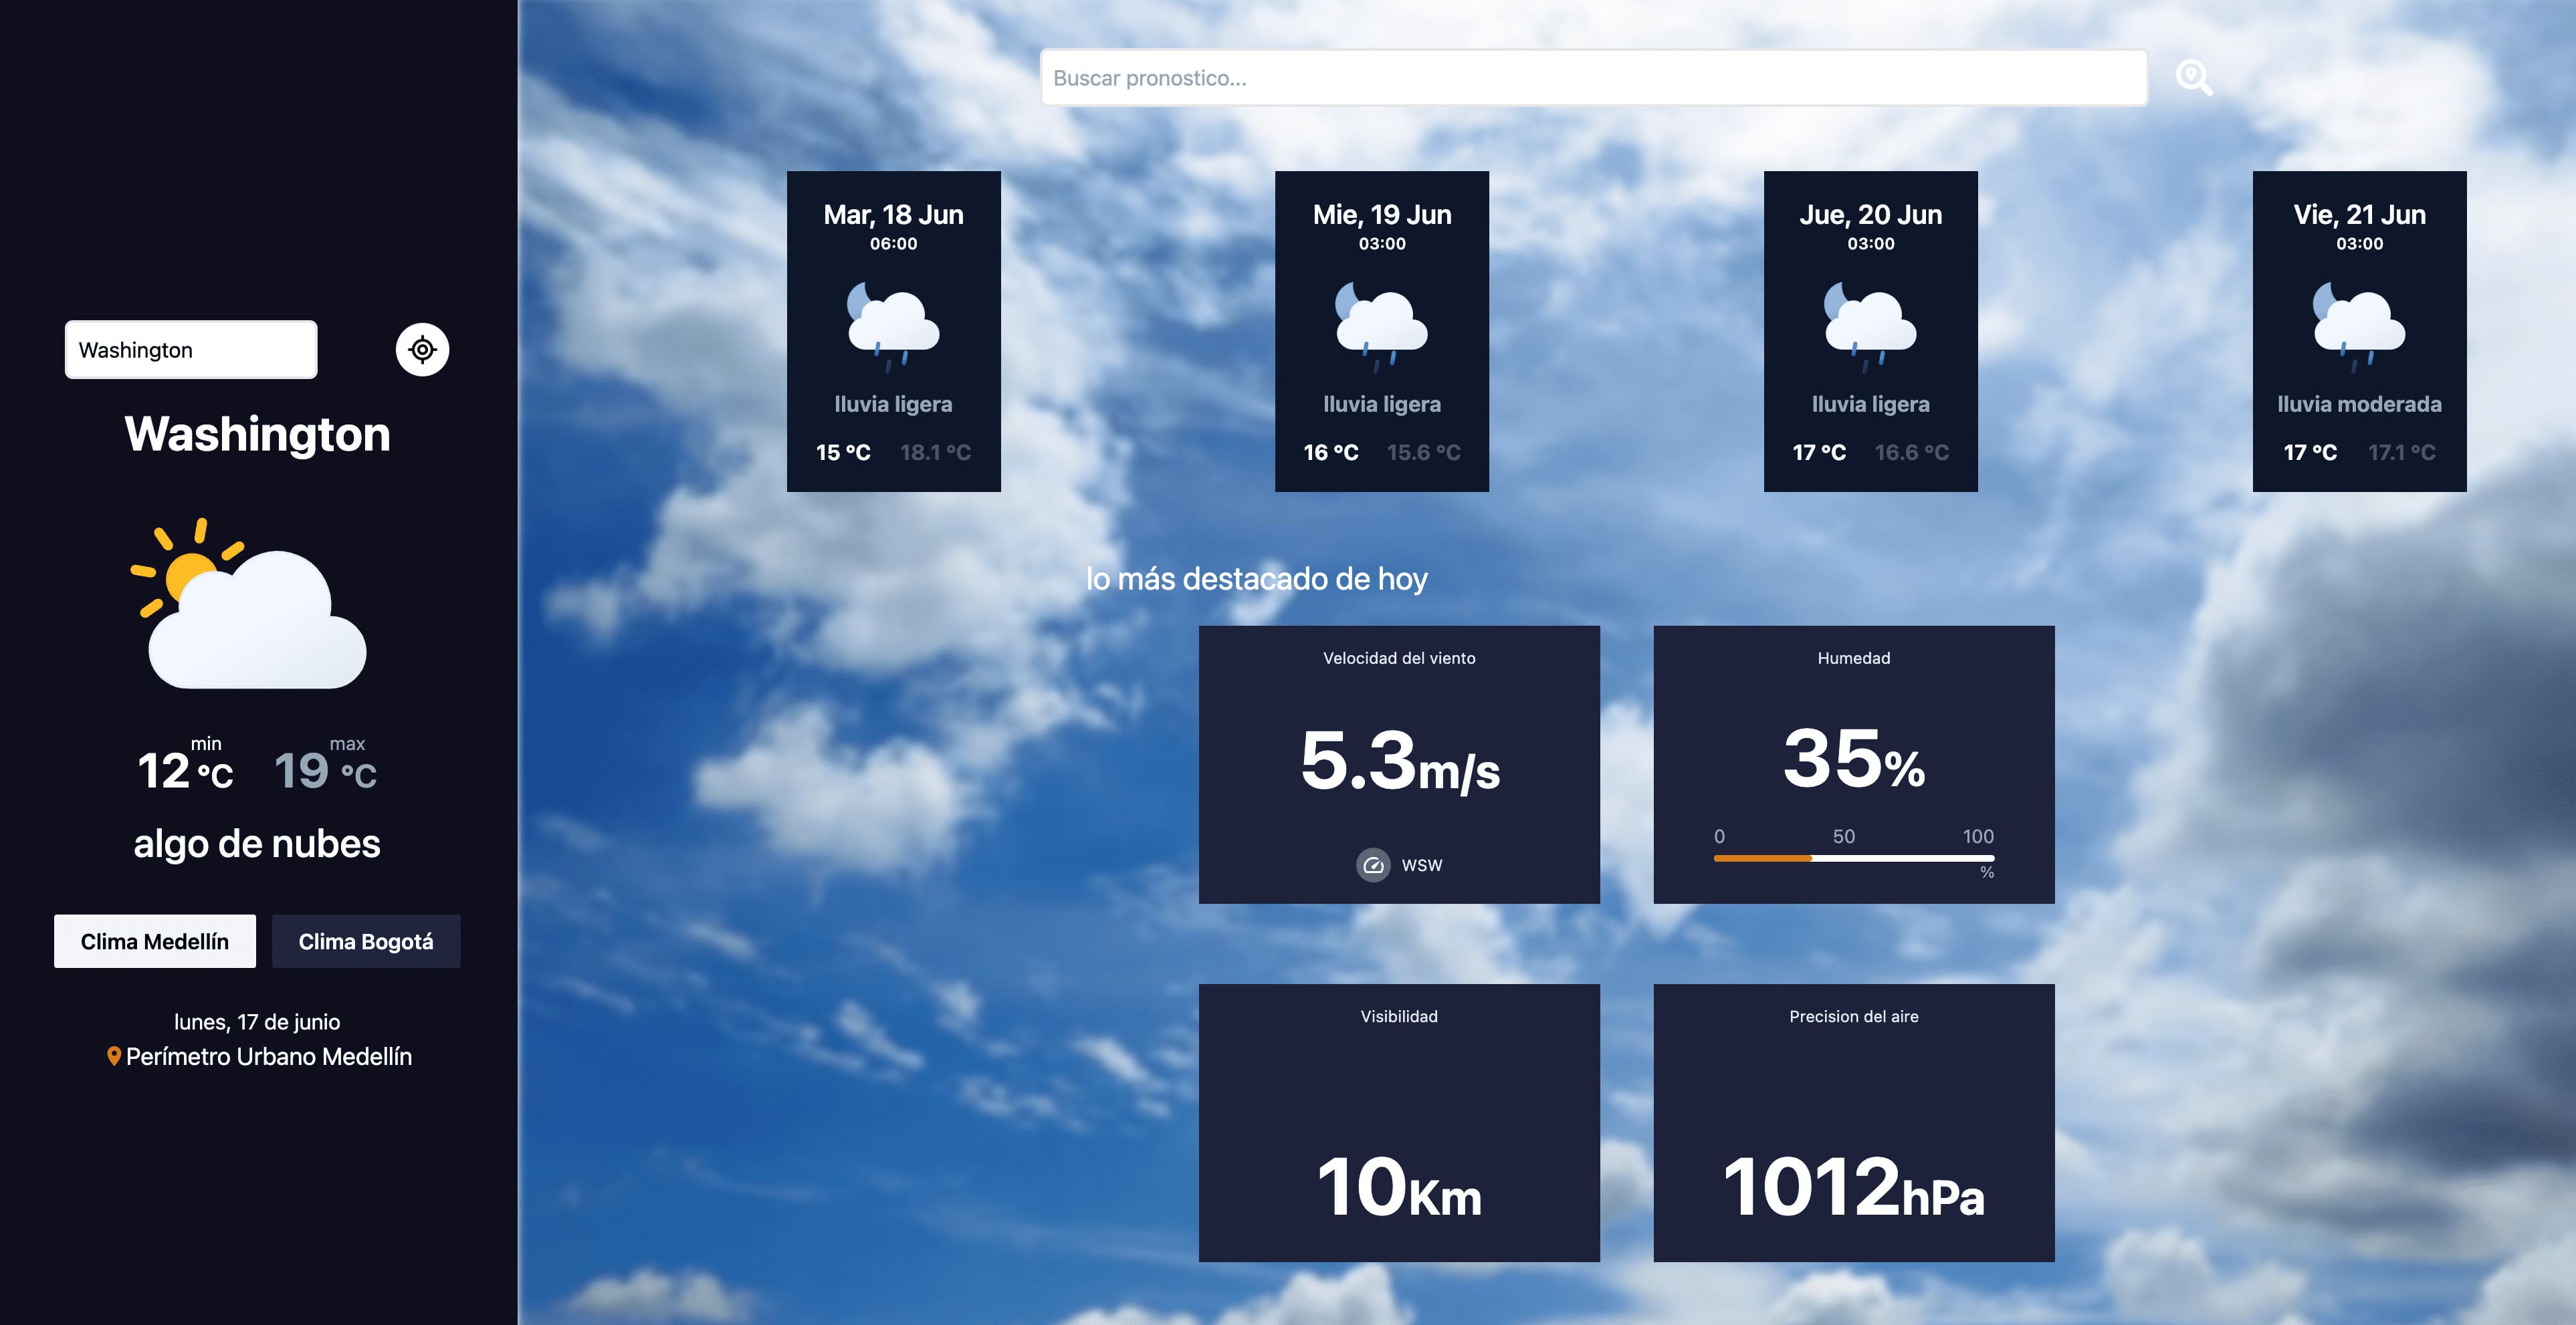 Washington
Washington
min max
12 °C 19 °C
algo de nubes
Clima Medellín Clima Bogotá
lunes, 17 de junio
Perímetro Urbano Medellín
Buscar pronostico...
Mar, 18 Jun
06:00
lluvia ligera
15 °C 18.1 °C
Mie, 19 Jun
03:00
lluvia ligera
16 °C 15.6 °C
Jue, 20 Jun
03:00
lluvia ligera
17 °C 16.6 °C
Vie, 21 Jun
03:00
lluvia moderada
17 °C 17.1 °C
lo más destacado de hoy
Velocidad del viento
5.3m/s
WSW
Humedad
35%
0 50 100
%
Visibilidad
10Km
Precision del aire
1012hPa